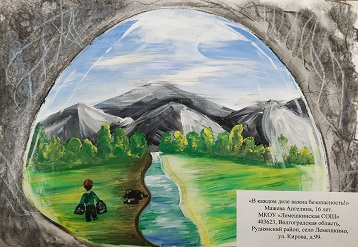 «В каждом деле важна безопасность!»
Мажева Ангелина, 16 лет.
МКОУ «Лемешкинская СОШ»
403623, Волгоградская область,
Руднянский район, село Лемешкино,
ул. Кирова, д.99.